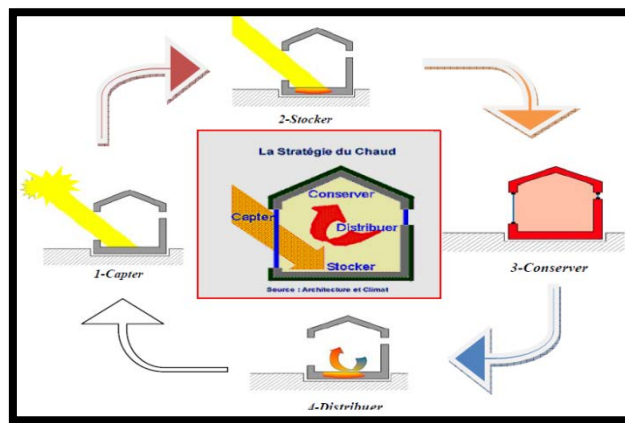 2-Stocker
La Stratégie du Chaud
Conserver
Capter
Distribuer
Stocker
Source : Architecture et Climat
1-Capter
3-Conserver
4-Distribuer